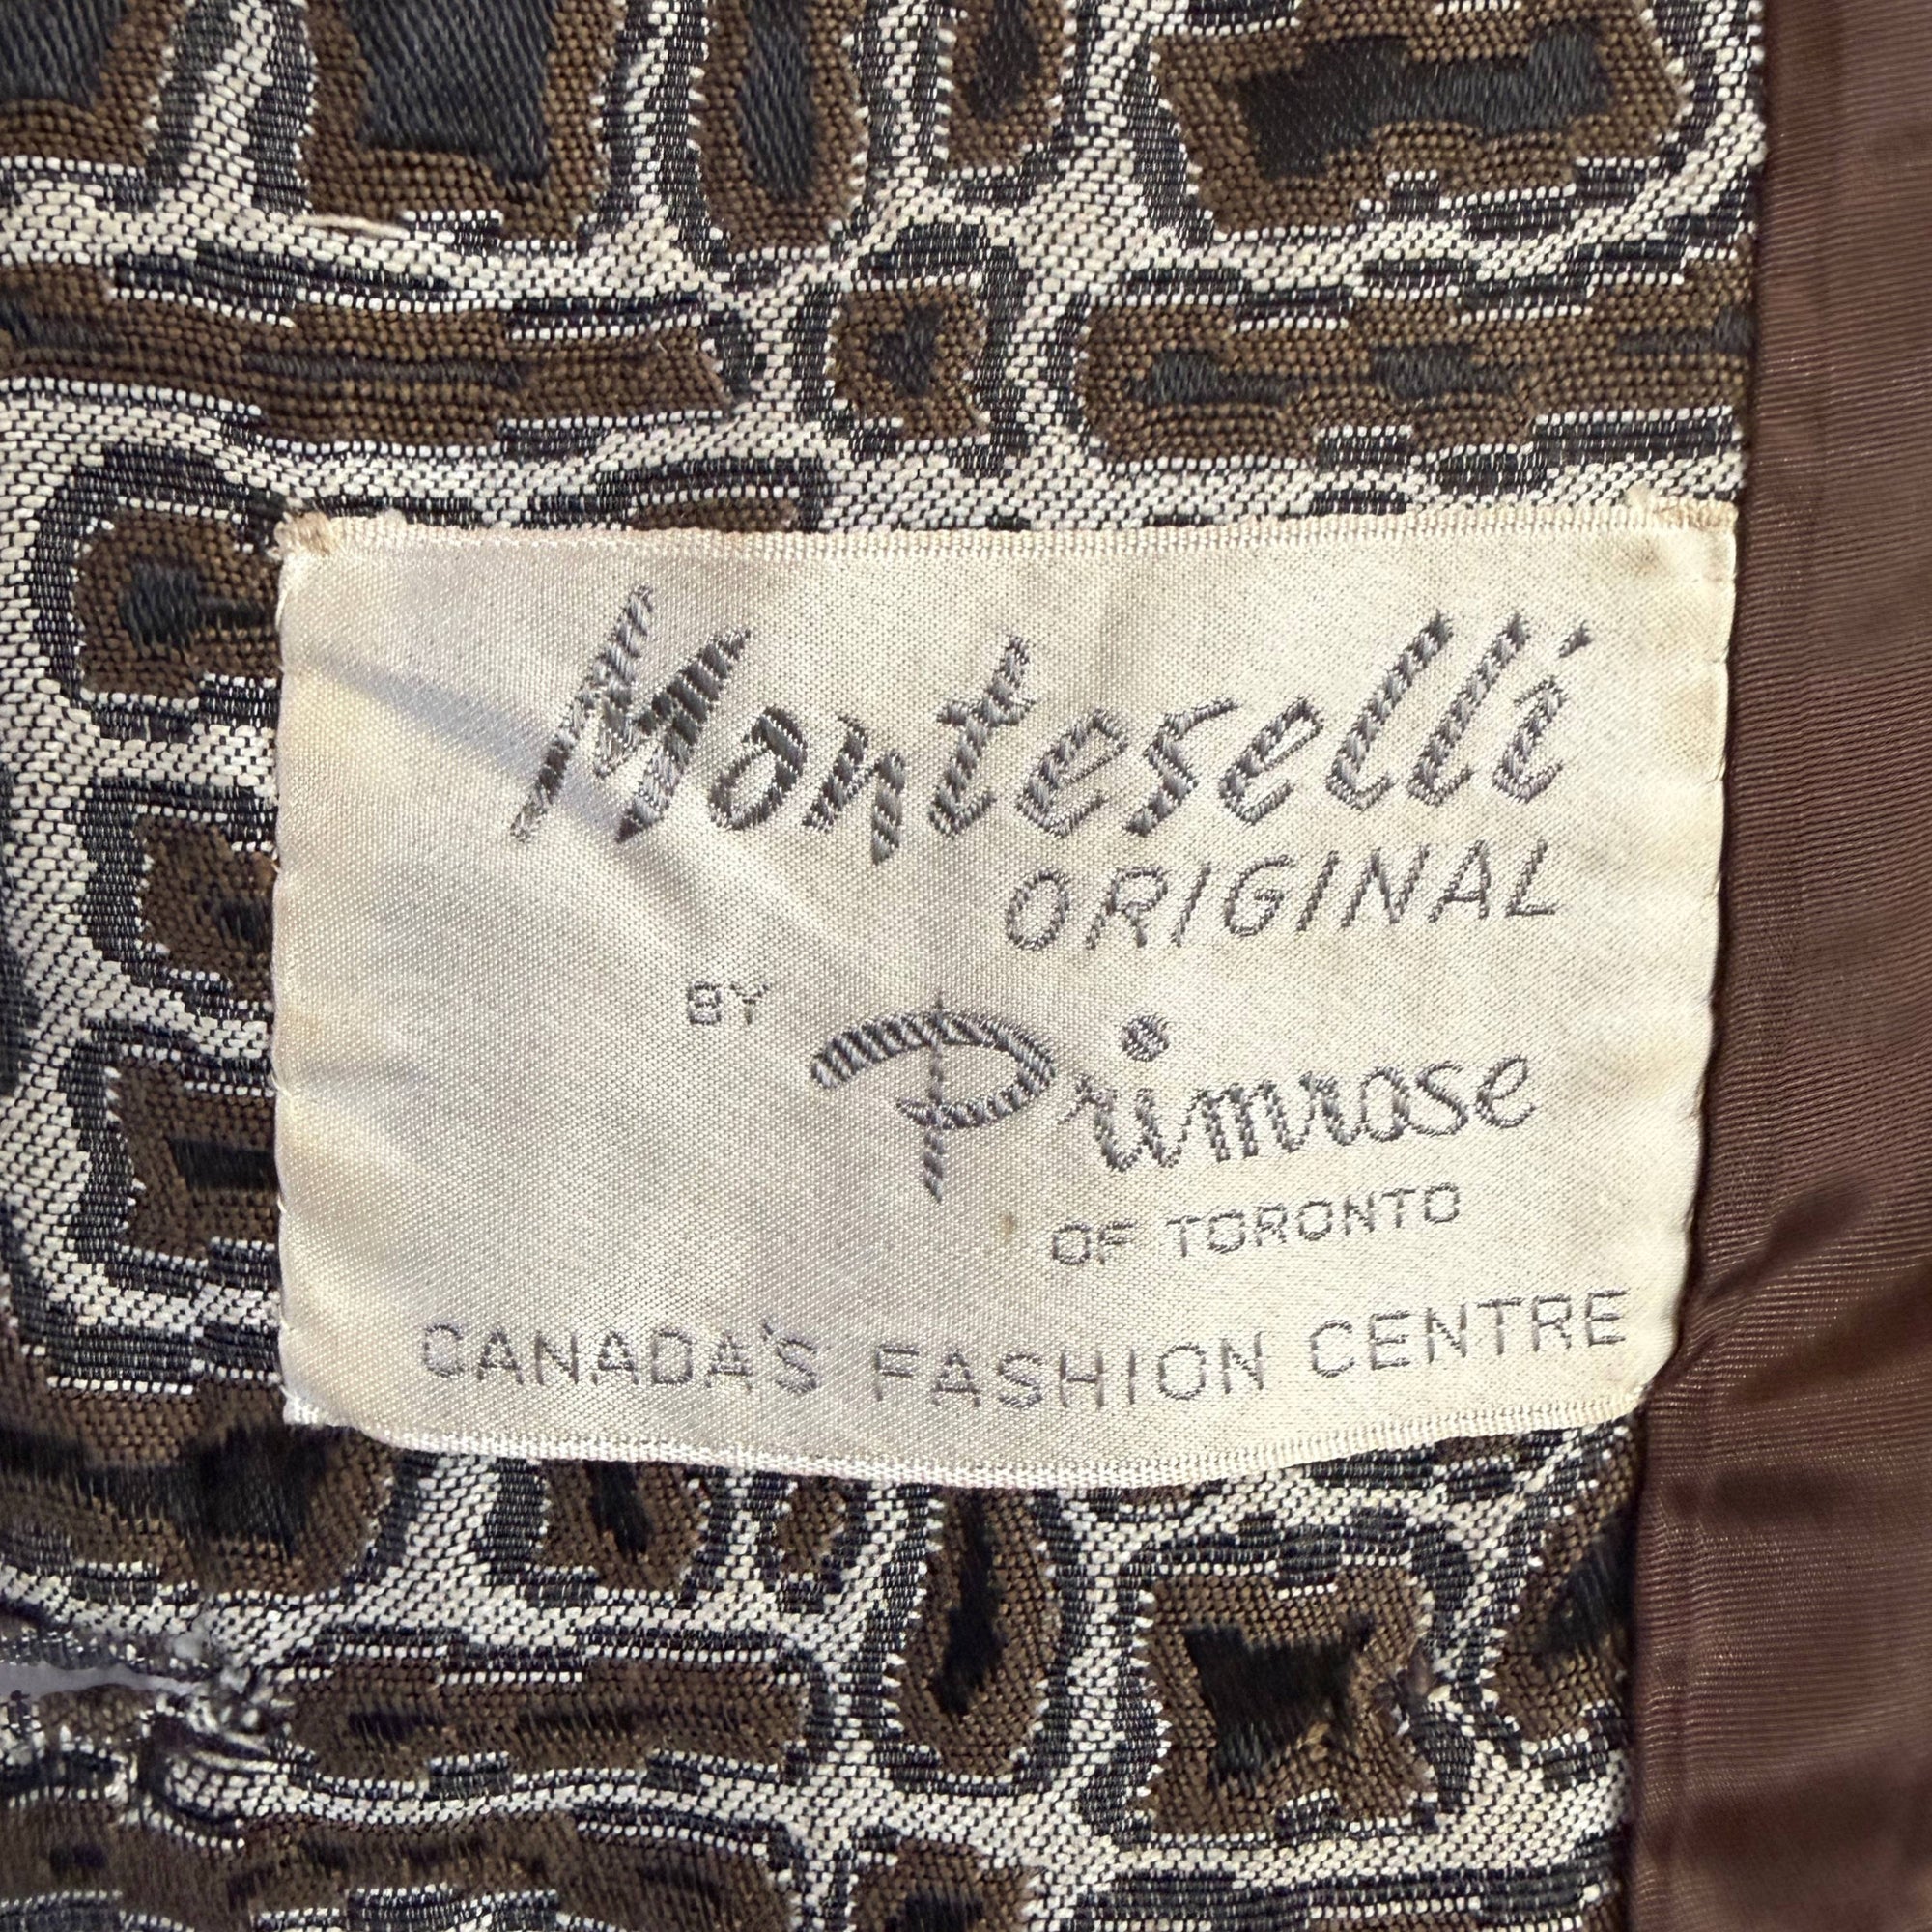 Monteselli
ORIGINAL
BY Primrose
OF TORONTO
CANADA'S FASHION CENTRE